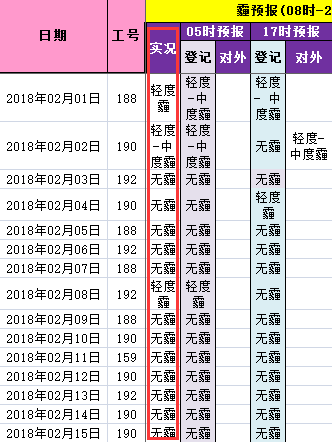 霾预报(08时-2
日期 工号 实况 05时预报 17时预报
登记 对外 登记 对外
2018年02月01日 188 轻度霾 轻度-中度霾 轻度-中度霾
2018年02月02日 190 轻度-中度霾 轻度-中度霾 无霾 轻度-中度霾
2018年02月03日 192 无霾 无霾 无霾
2018年02月04日 190 无霾 无霾 轻度霾
2018年02月05日 188 无霾 无霾 无霾
2018年02月06日 192 无霾 无霾 无霾
2018年02月07日 188 无霾 无霾 无霾
2018年02月08日 192 轻度霾 轻度霾 无霾
2018年02月09日 188 无霾 无霾 无霾
2018年02月10日 190 无霾 无霾 无霾
2018年02月11日 159 无霾 无霾 无霾
2018年02月12日 190 无霾 无霾 无霾
2018年02月13日 192 无霾 无霾 无霾
2018年02月14日 190 无霾 无霾 无霾
2018年02月15日 190 无霾 无霾 无霾